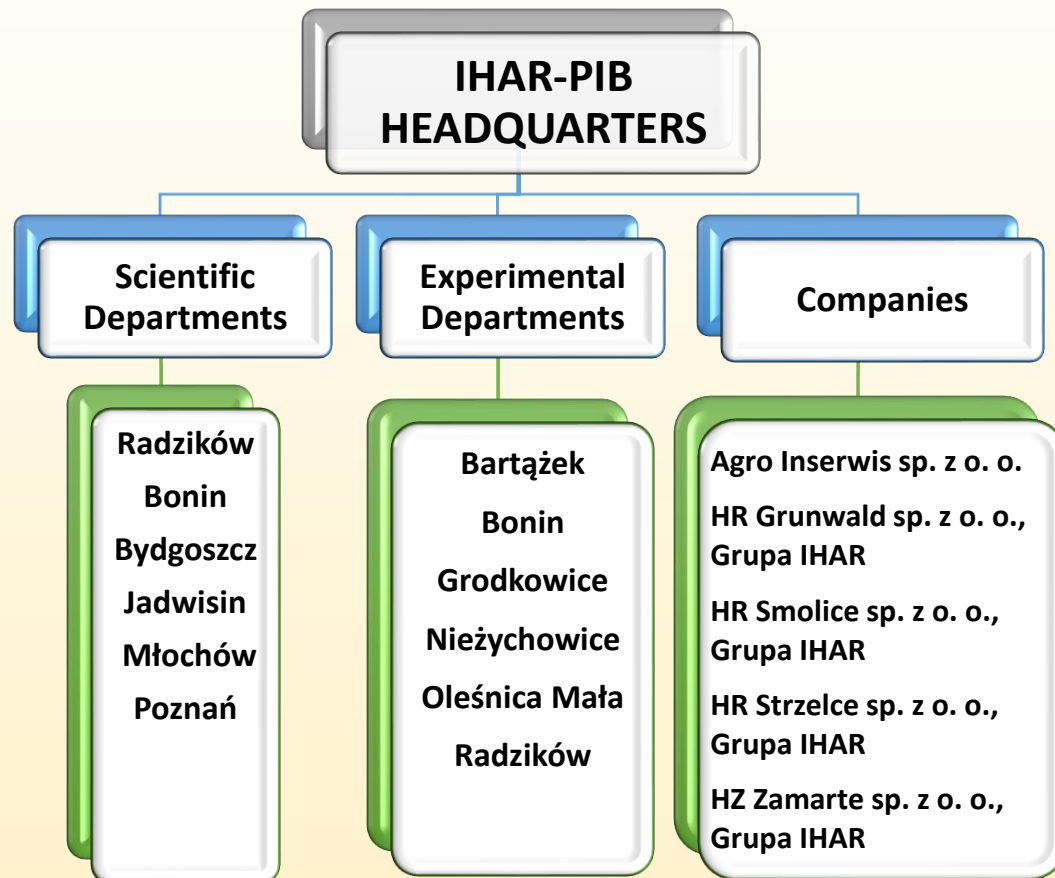 IHAR-PIB
HEADQUARTERS
Scientific
Departments
Radzików
Bonin
Bydgoszcz
Jadwisin
Młochów
Poznań
Experimental
Departments
Bartążek
Bonin
Grodkowice
Nieżychowice
Oleśnica Mała
Radzików
Companies
Agro Inserwis sp. z o. o.
HR Grunwald sp. z o. o.,
Grupa IHAR
HR Smolice sp. z o. o.,
Grupa IHAR
HR Strzelce sp. z o. o.,
Grupa IHAR
HZ Zamarte sp. z o. o.,
Grupa IHAR